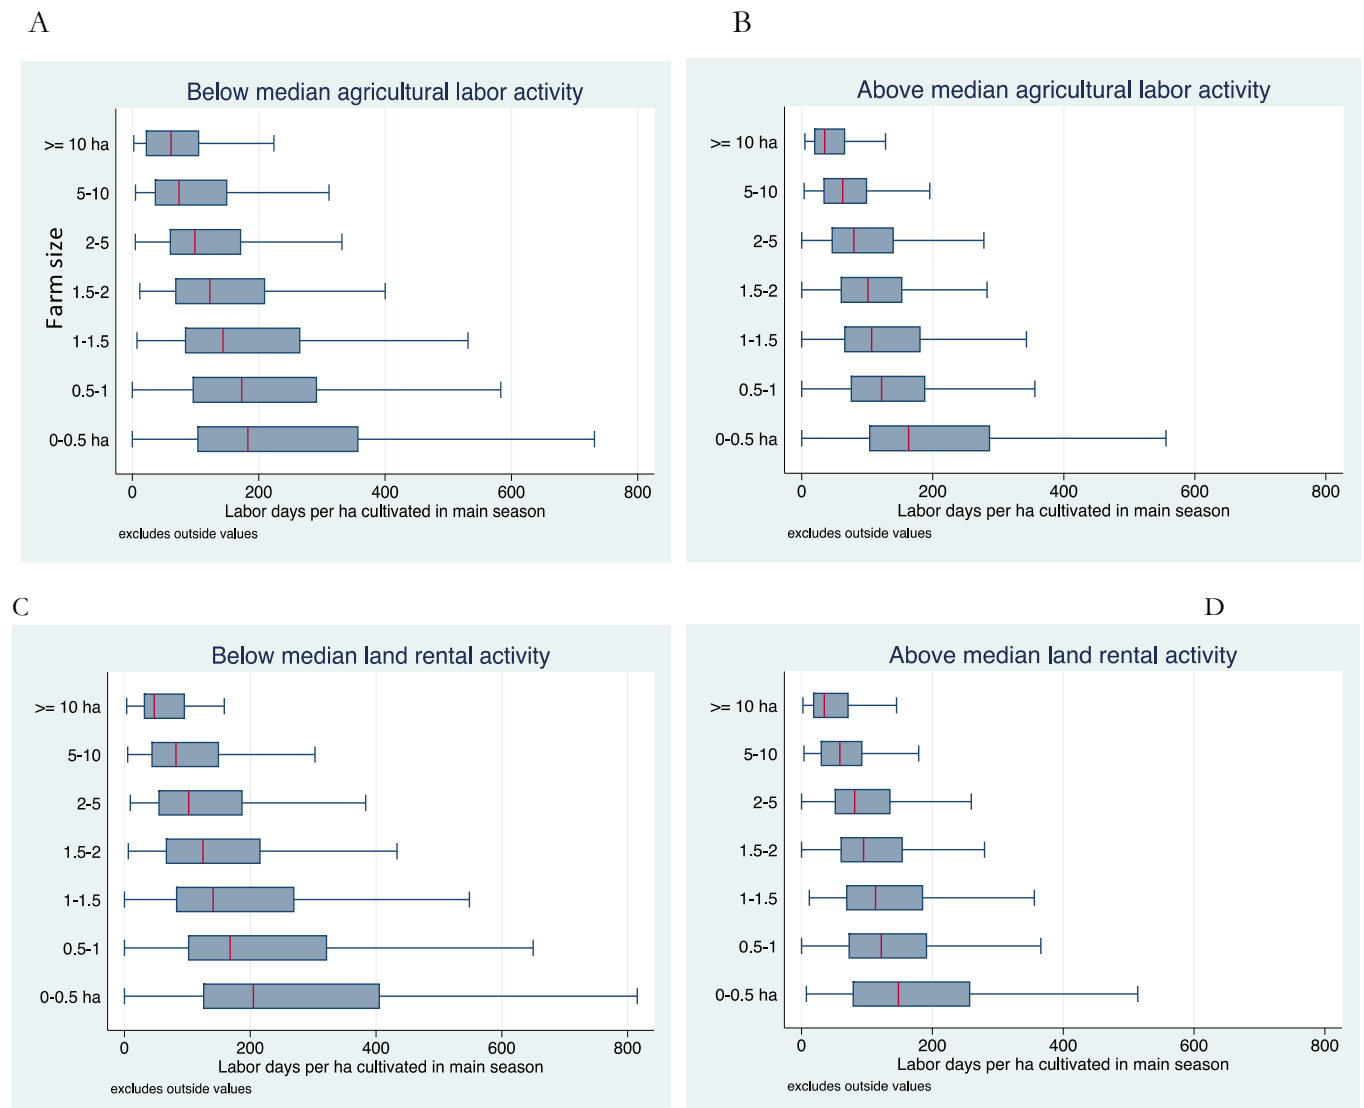 A
B
Below median agricultural labor activity
Farm size
>= 10 ha
5-10
2-5
1.5-2
1-1.5
0.5-1
0-0.5 ha
0 200 400 600 800
Labor days per ha cultivated in main season
excludes outside values
Above median agricultural labor activity
>= 10 ha
5-10
2-5
1.5-2
1-1.5
0.5-1
0-0.5 ha
0 200 400 600 800
Labor days per ha cultivated in main season
excludes outside values
C
D
Below median land rental activity
>= 10 ha
5-10
2-5
1.5-2
1-1.5
0.5-1
0-0.5 ha
0 200 400 600 800
Labor days per ha cultivated in main season
excludes outside values
Above median land rental activity
>= 10 ha
5-10
2-5
1.5-2
1-1.5
0.5-1
0-0.5 ha
0 200 400 600 800
Labor days per ha cultivated in main season
excludes outside values